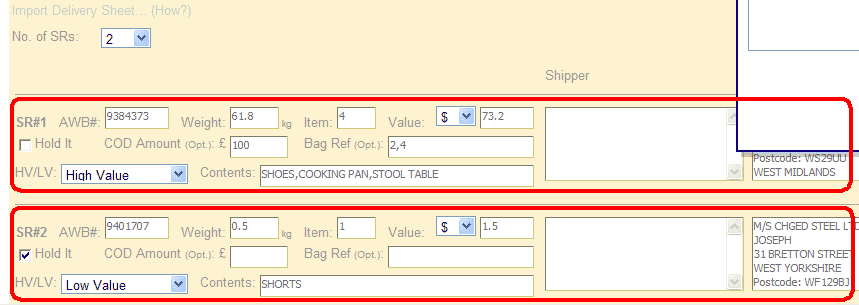 Import Delivery Sheet... (How?)
No. of SRs: 2
Shipper
SR#1 AWB#: 9384373 Weight: 61.8 kg Item: 4 Value: $ 73.2
Hold It COD Amount (Opt.): £ 100 Bag Ref (Opt.): 2,4
Postcode: WS29UU
HV/LV: High Value Contents: SHOES,COOKING PAN,STOOL TABLE
WEST MIDLANDS
SR#2 AWB#: 9401707 Weight: 0.5 kg Item: 1 Value: $ 1.5
M/S CHGED STEEL LTD
JOSEPH
Hold It COD Amount (Opt.): £ Bag Ref (Opt.):
31 BRETTON STREET
WEST YORKSHIRE
HV/LV: Low Value Contents: SHORTS
Postcode: WF129BJ